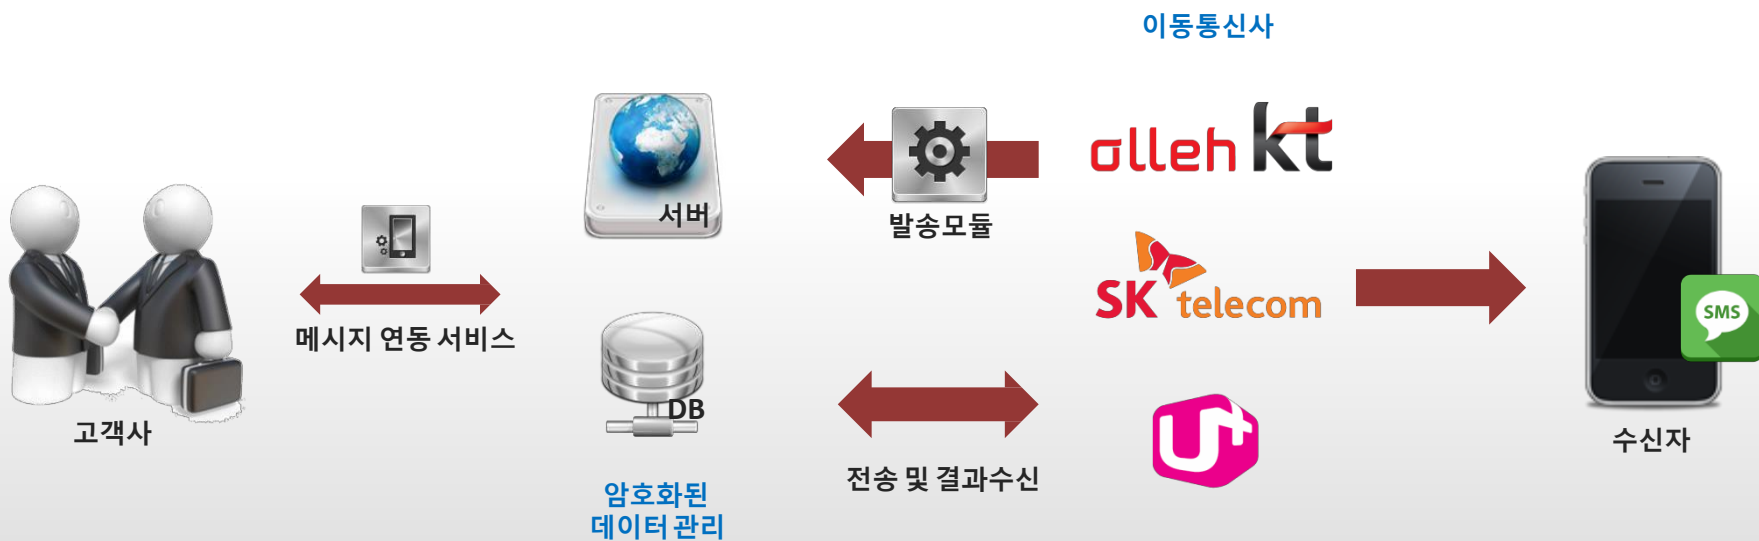 이동통신사
olleh kt
서버
발송모듈
SK telecom
SMS
메시지 연동 서비스
DB
U+
고객사
수신자
전송 및 결과수신
암호화된
데이터 관리